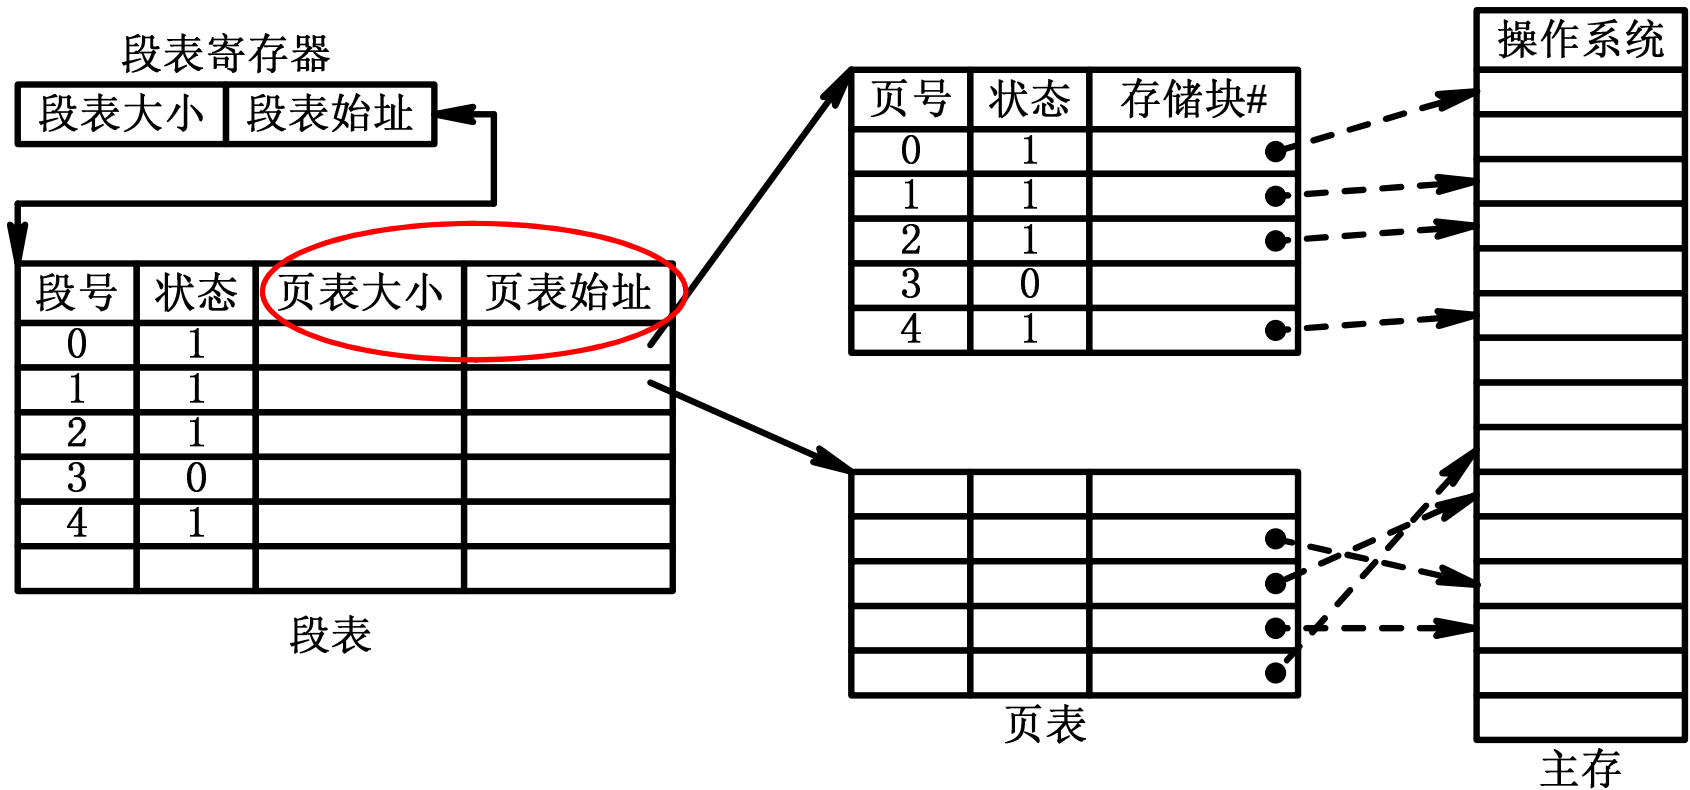 段表寄存器
段表大小 段表始址
段号 状态 页表大小 页表始址
0 1
1 1
2 1
3 0
4 1
段表
页号 状态 存储块#
0 1
1 1
2 1
3 0
4 1
页表
操作系统
主存